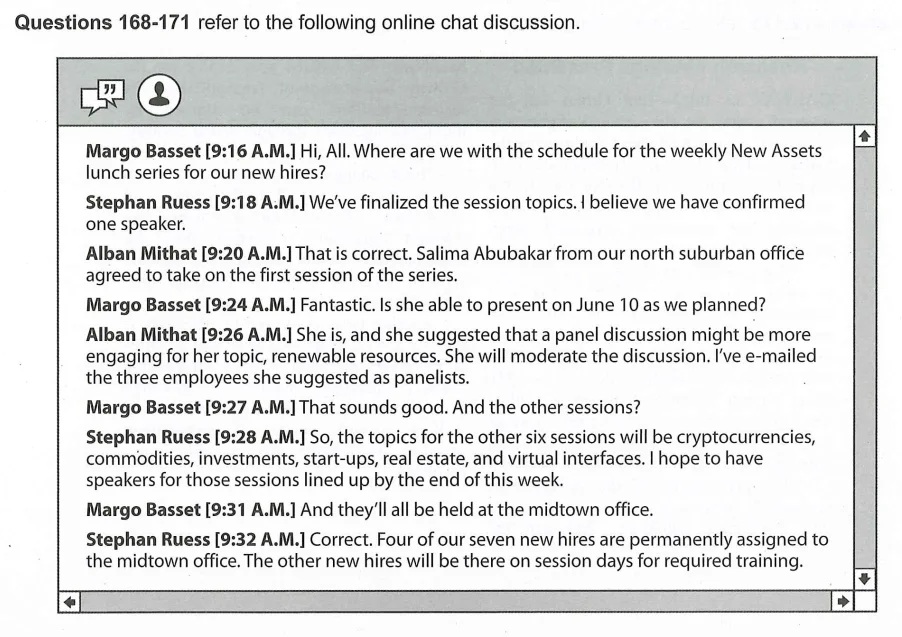 Questions 168-171 refer to the following online chat discussion.
Margo Basset [9:16 A.M.] Hi, All. Where are we with the schedule for the weekly New Assets
lunch series for our new hires?
Stephan Ruess [9:18 A.M.] We've finalized the session topics. I believe we have confirmed
one speaker.
Alban Mithat [9:20 A.M.] That is correct. Salima Abubakar from our north suburban office
agreed to take on the first session of the series.
Margo Basset [9:24 A.M.] Fantastic. Is she able to present on June 10 as we planned?
Alban Mithat [9:26 A.M.] She is, and she suggested that a panel discussion might be more
engaging for her topic, renewable resources. She will moderate the discussion. I've e-mailed
the three employees she suggested as panelists.
Margo Basset [9:27 A.M.] That sounds good. And the other sessions?
Stephan Ruess [9:28 A.M.] So, the topics for the other six sessions will be cryptocurrencies,
commodities, investments, start-ups, real estate, and virtual interfaces. I hope to have
speakers for those sessions lined up by the end of this week.
Margo Basset [9:31 A.M.] And they'll all be held at the midtown office.
Stephan Ruess [9:32 A.M.] Correct. Four of our seven new hires are permanently assigned to
the midtown office. The other new hires will be there on session days for required training.